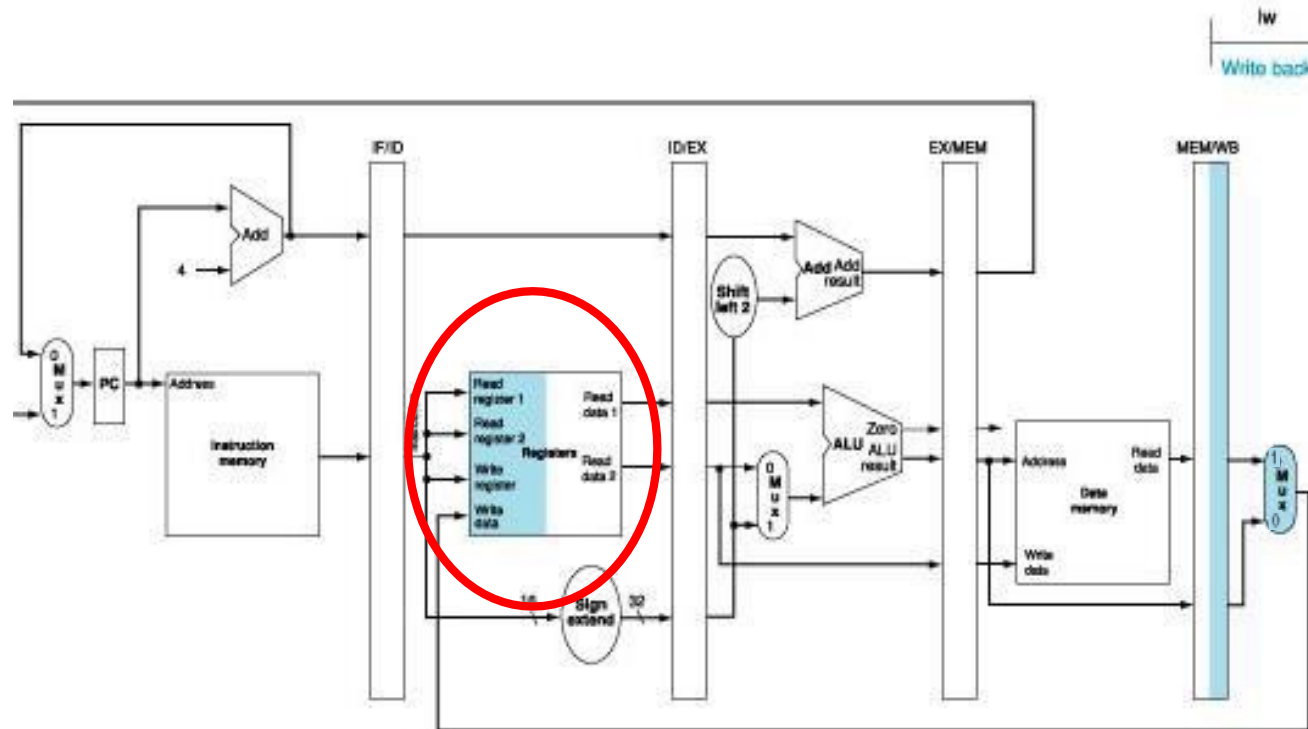 lw
Write back
IF/ID
ID/EX
EX/MEM
MEM/WB
Add
4
Shift
left 2
Add Add
result
0
M
u
x
1
PC
Address
Instruction
memory
Read
register 1
Read
register 2
Registers
Write
register
Write
data
Read
data 1
Read
data 2
0
M
u
x
1
ALU
Zero
ALU
result
Address
Read
data
Data
memory
Write
data
1
M
u
x
0
16
Sign
extend
32